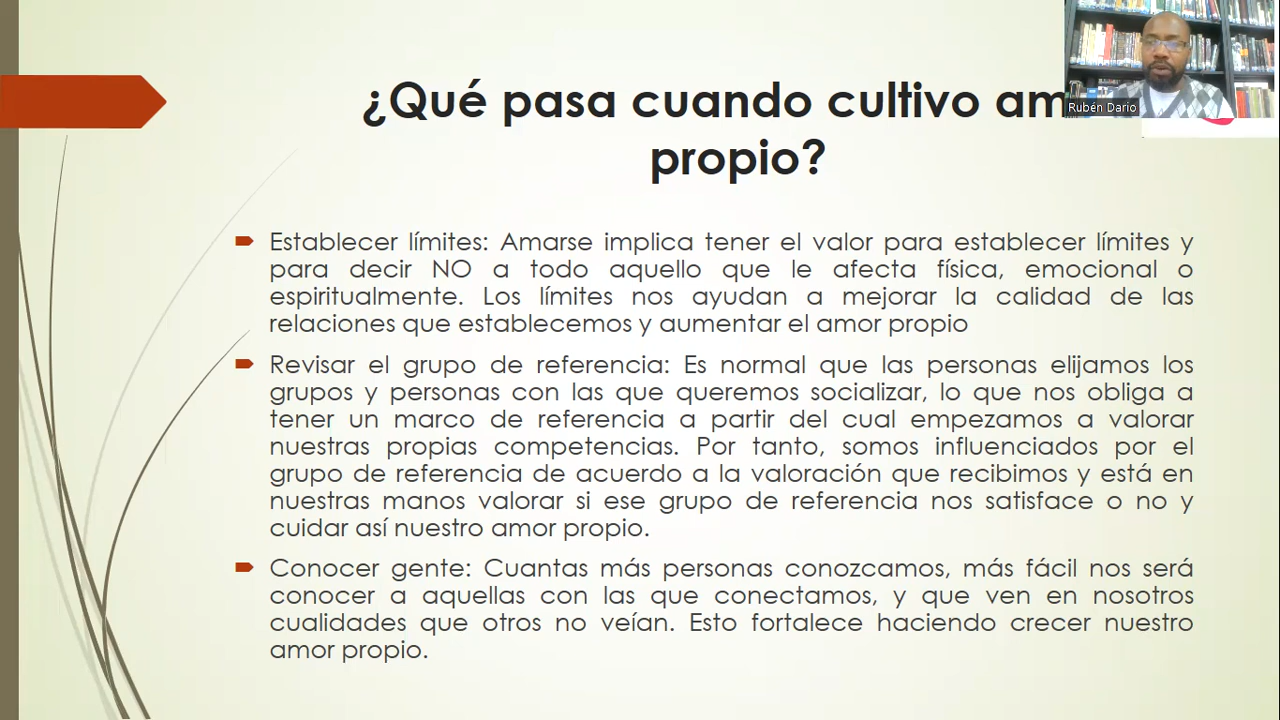 ¿Qué pasa cuando cultivo am
propio?
Rubén Dario
Establecer límites: Amarse implica tener el valor para establecer límites y
para decir NO a todo aquello que le afecta física, emocional o
espiritualmente. Los límites nos ayudan a mejorar la calidad de las
relaciones que establecemos y aumentar el amor propio
Revisar el grupo de referencia: Es normal que las personas elijamos los
grupos y personas con las que queremos socializar, lo que nos obliga a
tener un marco de referencia a partir del cual empezamos a valorar
nuestras propias competencias. Por tanto, somos influenciados por el
grupo de referencia de acuerdo a la valoración que recibimos y está en
nuestras manos valorar si ese grupo de referencia nos satisface o no y
cuidar así nuestro amor propio.
Conocer gente: Cuantas más personas conozcamos, más fácil nos será
conocer a aquellas con las que conectamos, y que ven en nosotros
cualidades que otros no veían. Esto fortalece haciendo crecer nuestro
amor propio.